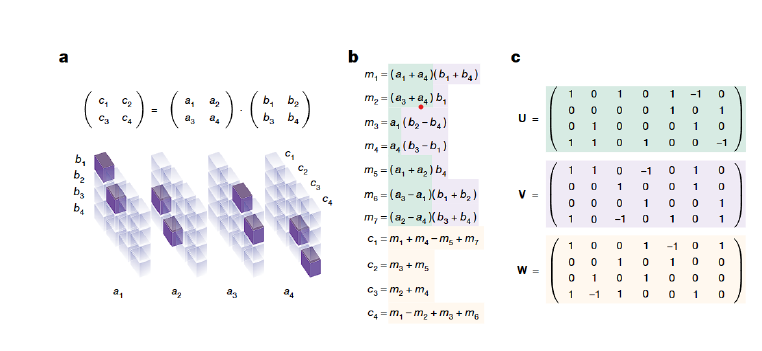 a
( c₁ c₂ ) = ( a₁ a₂ ) · ( b₁ b₂ )
( c₃ c₄ ) ( a₃ a₄ ) ( b₃ b₄ )
b₁
b₂
b₃
b₄
c₁
c₂
c₃
c₄
a₁ a₂ a₃ a₄
b
m₁ = (a₁ + a₄)(b₁ + b₄)
m₂ = (a₃ + a₄) b₁
m₃ = a₁ (b₂ − b₄)
m₄ = a₄ (b₃ − b₁)
m₅ = (a₁ + a₂) b₄
m₆ = (a₃ − a₁)(b₁ + b₂)
m₇ = (a₂ − a₄)(b₃ + b₄)
c₁ = m₁ + m₄ − m₅ + m₇
c₂ = m₃ + m₅
c₃ = m₂ + m₄
c₄ = m₁ − m₂ + m₃ + m₆
c
U =
1 0 1 0 1 −1 0
0 0 0 0 1 0 1
0 1 0 0 0 1 0
1 1 0 1 0 0 −1
V =
1 1 0 −1 0 1 0
0 0 1 0 0 1 0
0 0 0 1 0 0 1
1 0 −1 0 1 0 1
W =
1 0 0 1 −1 0 1
0 0 1 0 1 0 0
0 1 0 1 0 0 0
1 −1 1 0 0 1 0